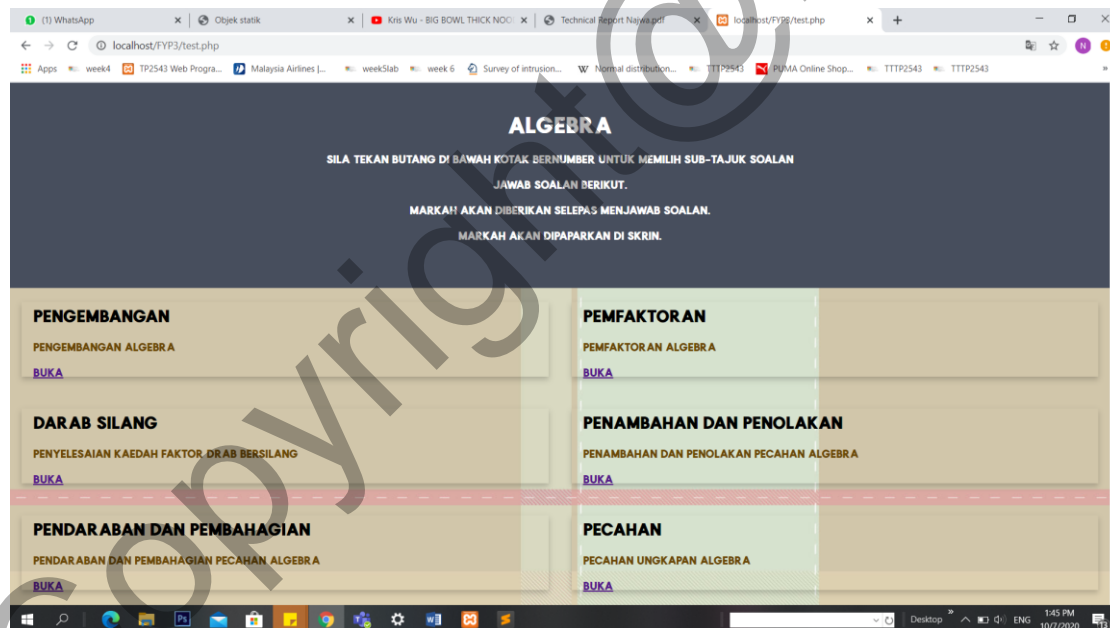 (1) WhatsApp
Objek statik
Kris Wu - BIG BOWL THICK NOO
Technical Report Najwa.pdf
localhost/FYP3/test.php
localhost/FYP3/test.php
N
Apps
week4
TP2543 Web Progra...
Malaysia Airlines |...
week5lab
week 6
Survey of intrusion...
Normal distribution...
TTTP2543
PUMA Online Shop...
TTTP2543
TTTP2543
ALGEBRA
SILA TEKAN BUTANG DI BAWAH KOTAK BERNUMBER UNTUK MEMILIH SUB-TAJUK SOALAN
JAWAB SOALAN BERIKUT.
MARKAH AKAN DIBERIKAN SELEPAS MENJAWAB SOALAN.
MARKAH AKAN DIPAPARKAN DI SKRIN.
PENGEMBANGAN
PENGEMBANGAN ALGEBRA
BUKA
PEMFAKTORAN
PEMFAKTORAN ALGEBRA
BUKA
DARAB SILANG
PENYELESAIAN KAEDAH FAKTOR DRAB BERSILANG
BUKA
PENAMBAHAN DAN PENOLAKAN
PENAMBAHAN DAN PENOLAKAN PECAHAN ALGEBRA
BUKA
PENDARABAN DAN PEMBAHAGIAN
PENDARABAN DAN PEMBAHAGIAN PECAHAN ALGEBRA
BUKA
PECAHAN
PECAHAN UNGKAPAN ALGEBRA
BUKA
Desktop
ENG
1:45 PM
10/7/2020
Copyright@